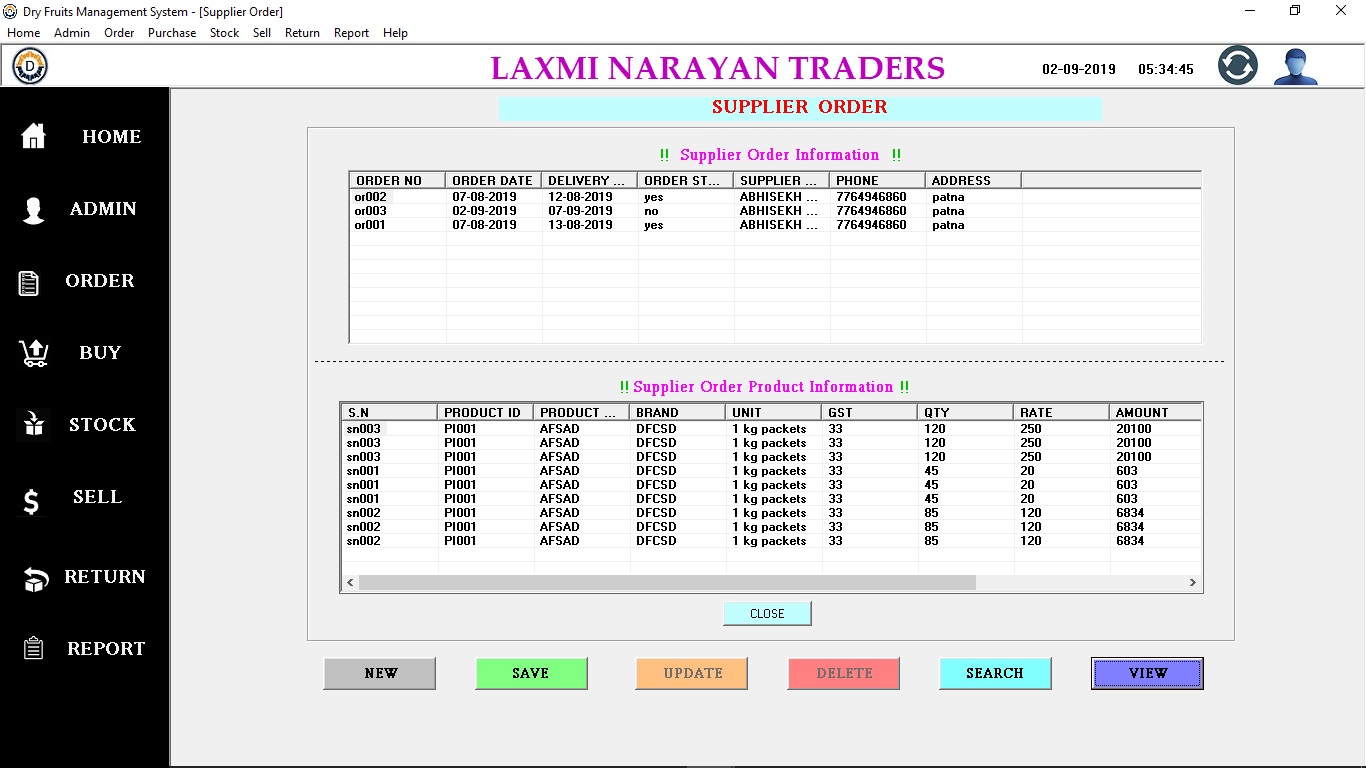 Dry Fruits Management System - [Supplier Order]
Home Admin Order Purchase Stock Sell Return Report Help
D LAXMI NARAYAN TRADERS 02-09-2019 05:34:45
SUPPLIER ORDER
HOME
ADMIN
ORDER
BUY
STOCK
SELL
RETURN
REPORT
!! Supplier Order Information !!
ORDER NO ORDER DATE DELIVERY ... ORDER ST... SUPPLIER ... PHONE ADDRESS
or002 07-08-2019 12-08-2019 yes ABHISEKH ... 7764946860 patna
or003 02-09-2019 07-09-2019 no ABHISEKH ... 7764946860 patna
or001 07-08-2019 13-08-2019 yes ABHISEKH ... 7764946860 patna
!! Supplier Order Product Information !!
S.N PRODUCT ID PRODUCT ... BRAND UNIT GST QTY RATE AMOUNT
sn003 PI001 AFSAD DFCSD 1 kg packets 33 120 250 20100
sn003 PI001 AFSAD DFCSD 1 kg packets 33 120 250 20100
sn003 PI001 AFSAD DFCSD 1 kg packets 33 120 250 20100
sn001 PI001 AFSAD DFCSD 1 kg packets 33 45 20 603
sn001 PI001 AFSAD DFCSD 1 kg packets 33 45 20 603
sn001 PI001 AFSAD DFCSD 1 kg packets 33 45 20 603
sn002 PI001 AFSAD DFCSD 1 kg packets 33 85 120 6834
sn002 PI001 AFSAD DFCSD 1 kg packets 33 85 120 6834
sn002 PI001 AFSAD DFCSD 1 kg packets 33 85 120 6834
CLOSE
NEW SAVE UPDATE DELETE SEARCH VIEW